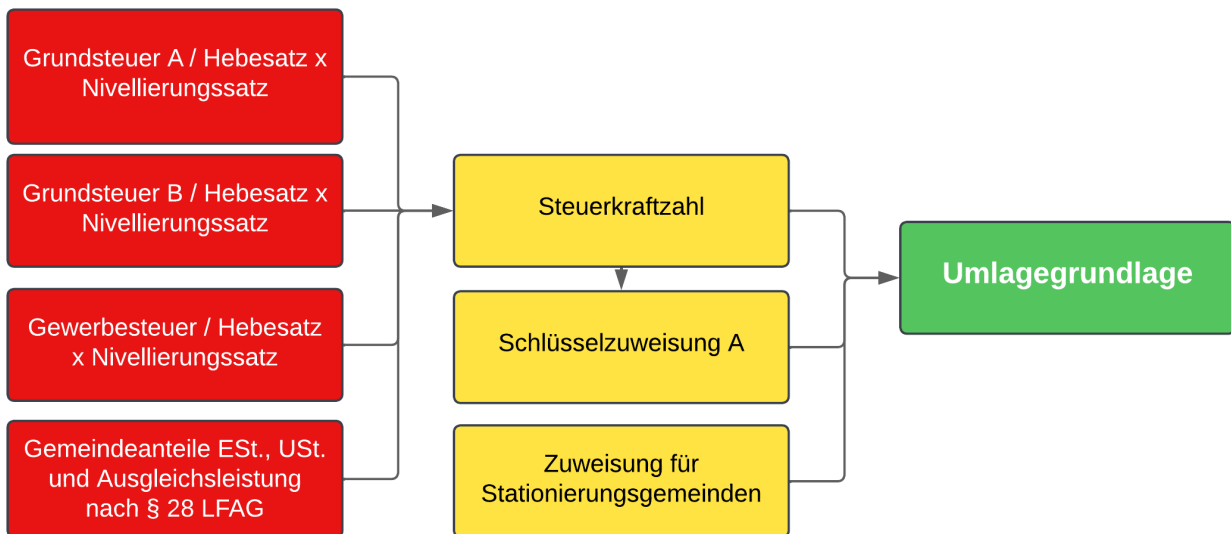 Grundsteuer A / Hebesatz x
Nivellierungssatz
Grundsteuer B / Hebesatz x
Nivellierungssatz
Gewerbesteuer / Hebesatz
x Nivellierungssatz
Gemeindeanteile ESt., USt.
und Ausgleichsleistung
nach § 28 LFAG
Steuerkraftzahl
Schlüsselzuweisung A
Zuweisung für
Stationierungsgemeinden
Umlagegrundlage